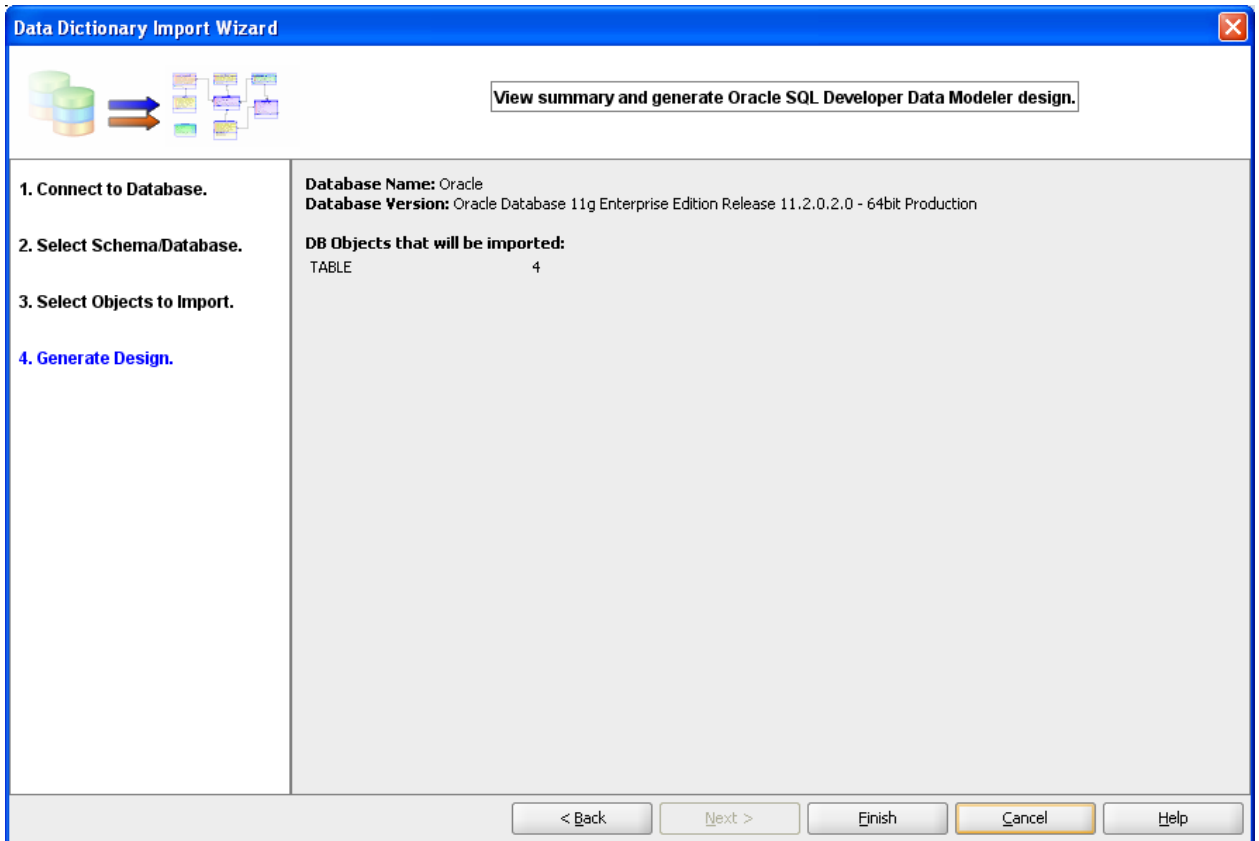 Data Dictionary Import Wizard
View summary and generate Oracle SQL Developer Data Modeler design.
1. Connect to Database.
2. Select Schema/Database.
3. Select Objects to Import.
4. Generate Design.
Database Name: Oracle
Database Version: Oracle Database 11g Enterprise Edition Release 11.2.0.2.0 - 64bit Production
DB Objects that will be imported:
TABLE 4
< Back
Next >
Finish
Cancel
Help